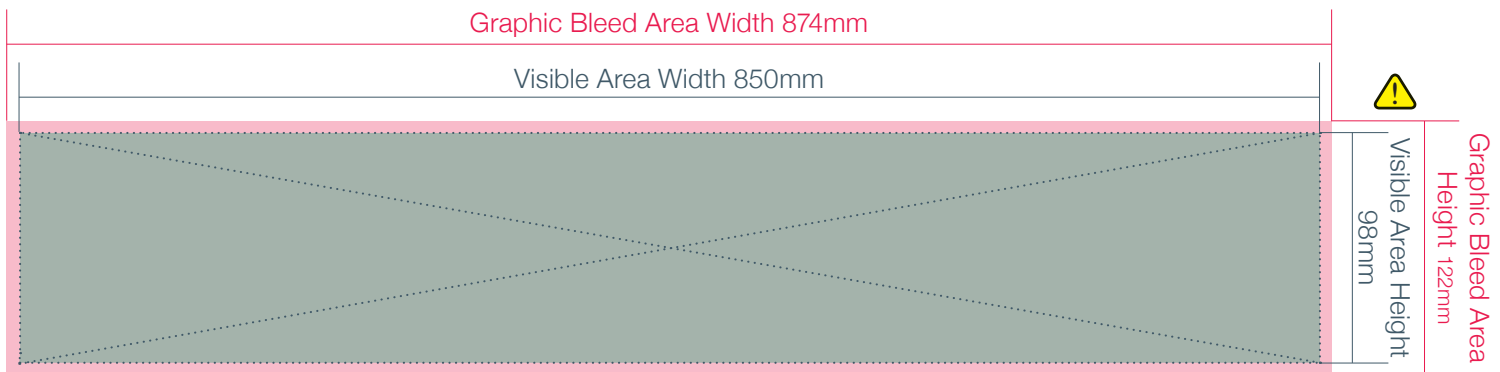 Graphic Bleed Area Width 874mm
Visible Area Width 850mm
Visible Area Height
98mm
Graphic Bleed Area
Height 122mm